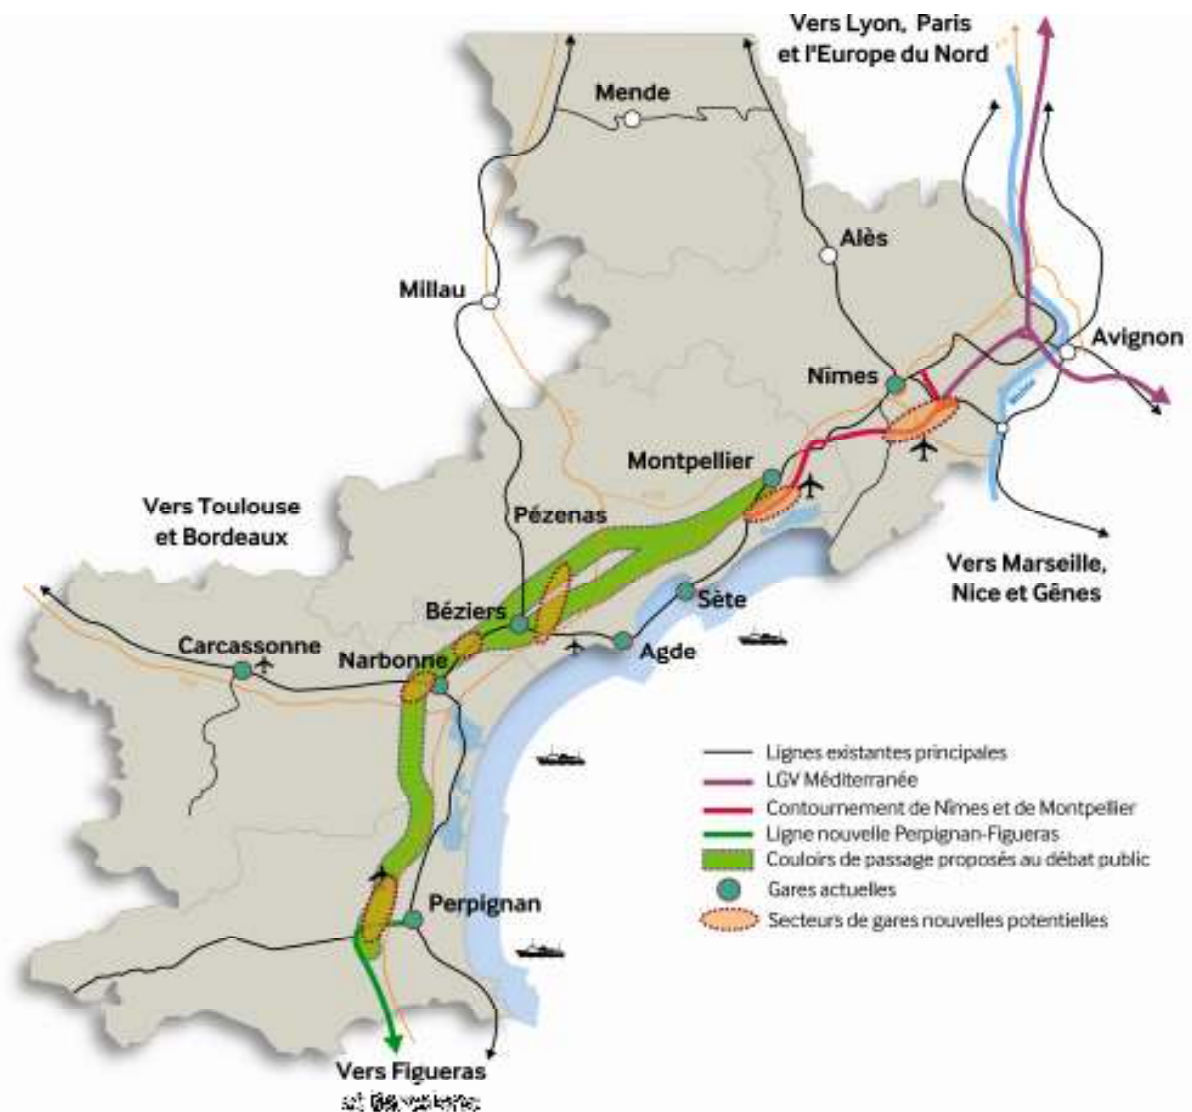 Vers Lyon, Paris
et l'Europe du Nord
Mende
Alès
Millau
Avignon
Nîmes
Montpellier
Vers Toulouse
et Bordeaux
Pézenas
Vers Marseille,
Nice et Gênes
Béziers
Sète
Carcassonne
Narbonne
Agde
Lignes existantes principales
LGV Méditerranée
Contournement de Nîmes et de Montpellier
Ligne nouvelle Perpignan-Figueras
Couloirs de passage proposés au débat public
Gares actuelles
Perpignan
Secteurs de gares nouvelles potentielles
Vers Figueras